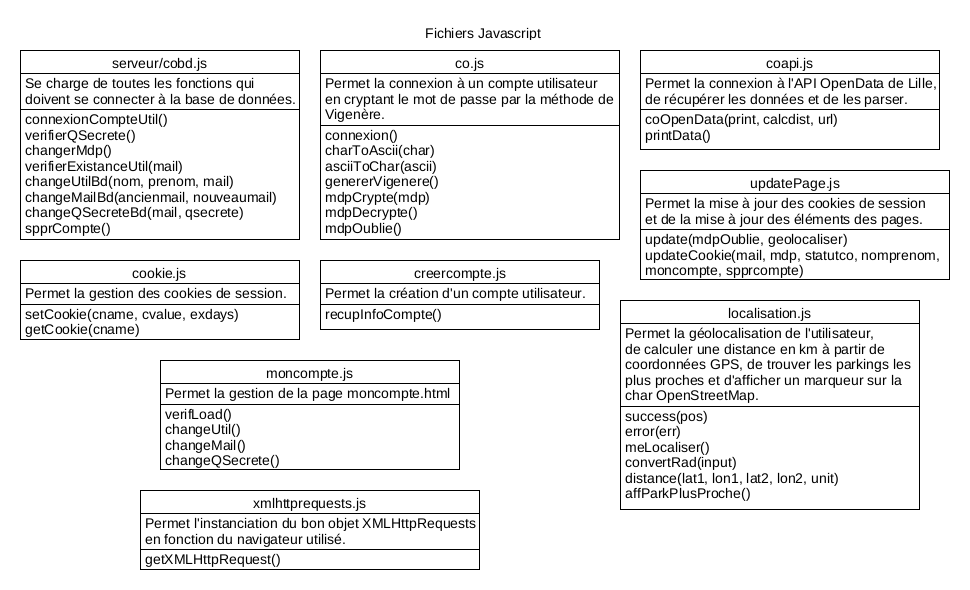 Fichiers Javascript
serveur/cobd.js
Se charge de toutes les fonctions qui
doivent se connecter à la base de données.
connexionCompteUtil()
verifierQSecrete()
changerMdp()
verifierExistanceUtil(mail)
changeUtilBd(nom, prenom, mail)
changeMailBd(ancienmail, nouveaumail)
changeQSecreteBd(mail, qsecrete)
spprCompte()
co.js
Permet la connexion à un compte utilisateur
en cryptant le mot de passe par la méthode de
Vigenère.
connexion()
charToAscii(char)
asciiToChar(ascii)
genererVigenere()
mdpCrypte(mdp)
mdpDecrypte()
mdpOublie()
coapi.js
Permet la connexion à l'API OpenData de Lille,
de récupérer les données et de les parser.
coOpenData(print, calcdist, url)
printData()
updatePage.js
Permet la mise à jour des cookies de session
et de la mise à jour des éléments des pages.
update(mdpOublie, geolocaliser)
updateCookie(mail, mdp, statutco, nomprenom,
moncompte, spprcompte)
cookie.js
Permet la gestion des cookies de session.
setCookie(cname, cvalue, exdays)
getCookie(cname)
creercompte.js
Permet la création d'un compte utilisateur.
recupInfoCompte()
localisation.js
Permet la géolocalisation de l'utilisateur,
de calculer une distance en km à partir de
coordonnées GPS, de trouver les parkings les
plus proches et d'afficher un marqueur sur la
char OpenStreetMap.
success(pos)
error(err)
meLocaliser()
convertRad(input)
distance(lat1, lon1, lat2, lon2, unit)
affParkPlusProche()
moncompte.js
Permet la gestion de la page moncompte.html
verifLoad()
changeUtil()
changeMail()
changeQSecrete()
xmlhttprequests.js
Permet l'instanciation du bon objet XMLHttpRequests
en fonction du navigateur utilisé.
getXMLHttpRequest()